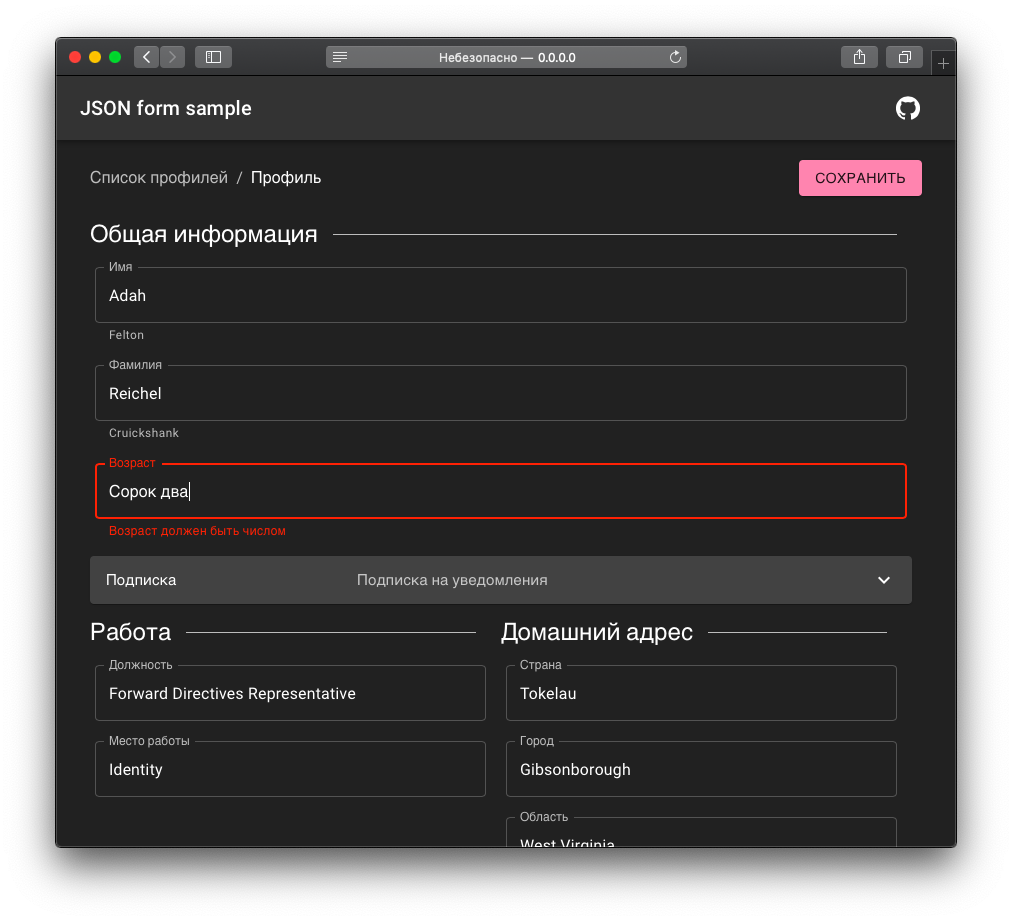 Небезопасно — 0.0.0.0
JSON form sample
Список профилей / Профиль
СОХРАНИТЬ
Общая информация
Имя
Adah
Felton
Фамилия
Reichel
Cruickshank
Возраст
Сорок два
Возраст должен быть числом
Подписка Подписка на уведомления
Работа
Должность
Forward Directives Representative
Место работы
Identity
Домашний адрес
Страна
Tokelau
Город
Gibsonborough
Область
West Virginia